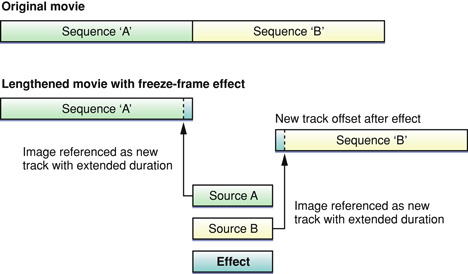 Original movie
Sequence ‘A’ Sequence ‘B’
Lengthened movie with freeze-frame effect
Sequence ‘A’
New track offset after effect
Sequence ‘B’
Image referenced as new
track with extended duration
Source A
Source B
Image referenced as new
track with extended duration
Effect